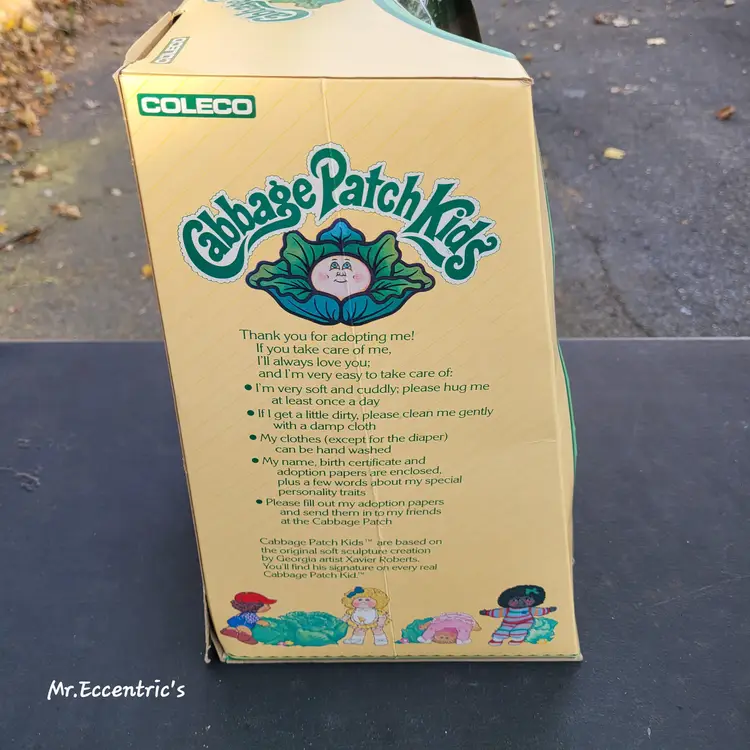 COLECO
COLECO
Cabbage Patch Kids
Thank you for adopting me!
If you take care of me,
I'll always love you;
and I'm very easy to take care of:
● I'm very soft and cuddly; please hug me
at least once a day
● If I get a little dirty, please clean me gently
with a damp cloth
● My clothes (except for the diaper)
can be hand washed
● My name, birth certificate and
adoption papers are enclosed,
plus a few words about my special
personality traits
● Please fill out my adoption papers
and send them in to my friends
at the Cabbage Patch
Cabbage Patch Kids™ are based on
the original soft sculpture creation
by Georgia artist Xavier Roberts.
You'll find his signature on every real
Cabbage Patch Kid.™
Mr.Eccentric's